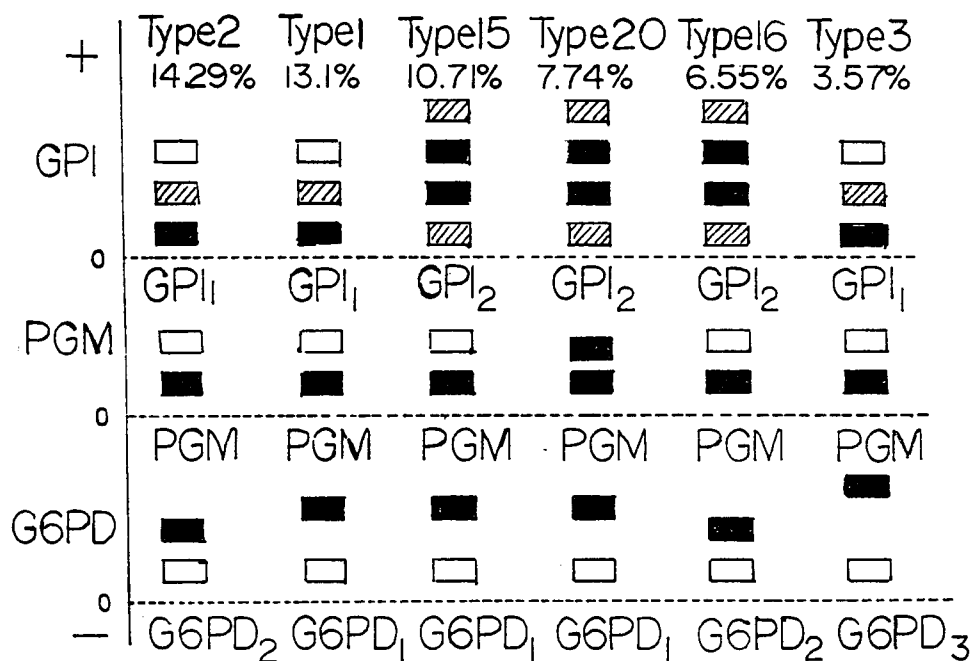 + Type2 Type1 Type15 Type20 Type16 Type3
14.29% 13.1% 10.71% 7.74% 6.55% 3.57%
GPI
0
GPI₁ GPI₁ GPI₂ GPI₂ GPI₂ GPI₁
PGM
0
PGM PGM PGM PGM PGM PGM
G6PD
0
− G6PD₂ G6PD₁ G6PD₁ G6PD₁ G6PD₂ G6PD₃